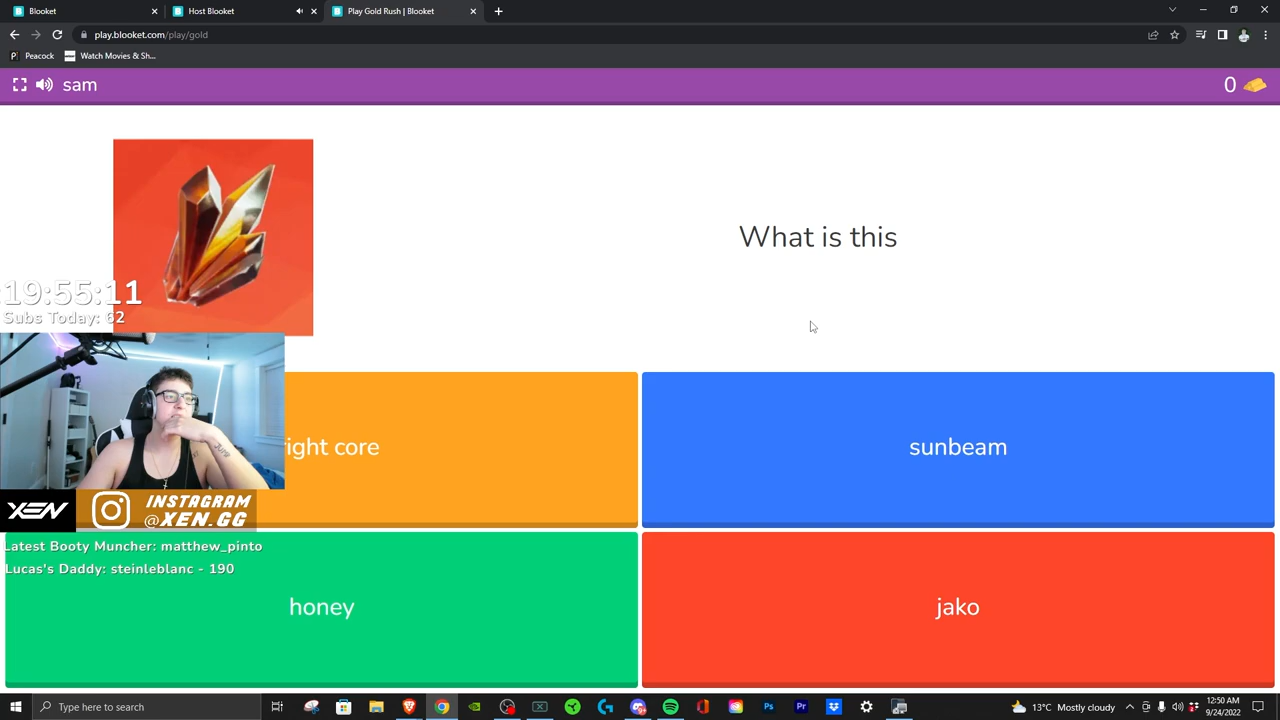 Blooket
Host Blooket
Play Gold Rush | Blooket
play.blooket.com/play/gold
Peacock
Watch Movies & Sh...
sam
0
What is this
:19:55:11
Subs Today: 62
right core
sunbeam
XEN
INSTAGRAM
@XEN.GG
Latest Booty Muncher: matthew_pinto
Lucas's Daddy: steinleblanc - 190
honey
jako
Type here to search
13°C Mostly cloudy
12:50 AM
9/24/2022